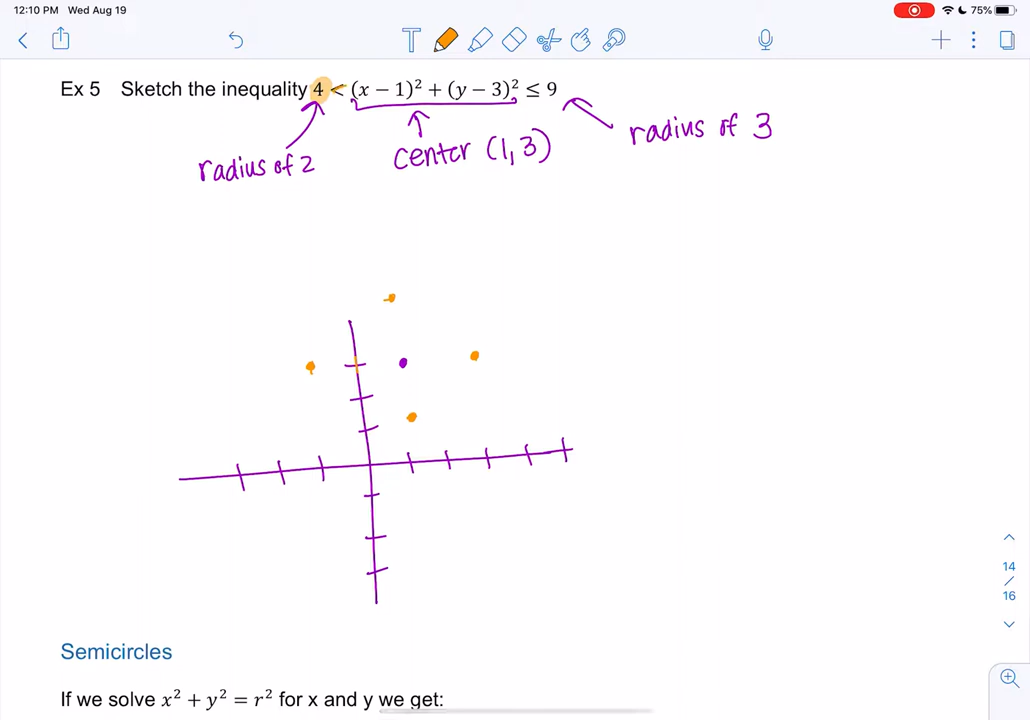 12:10 PM Wed Aug 19
75%
T
Ex 5 Sketch the inequality 4 < (x − 1)² + (y − 3)² ≤ 9
radius of 2
center (1, 3)
radius of 3
14
/
16
Semicircles
If we solve x² + y² = r² for x and y we get: